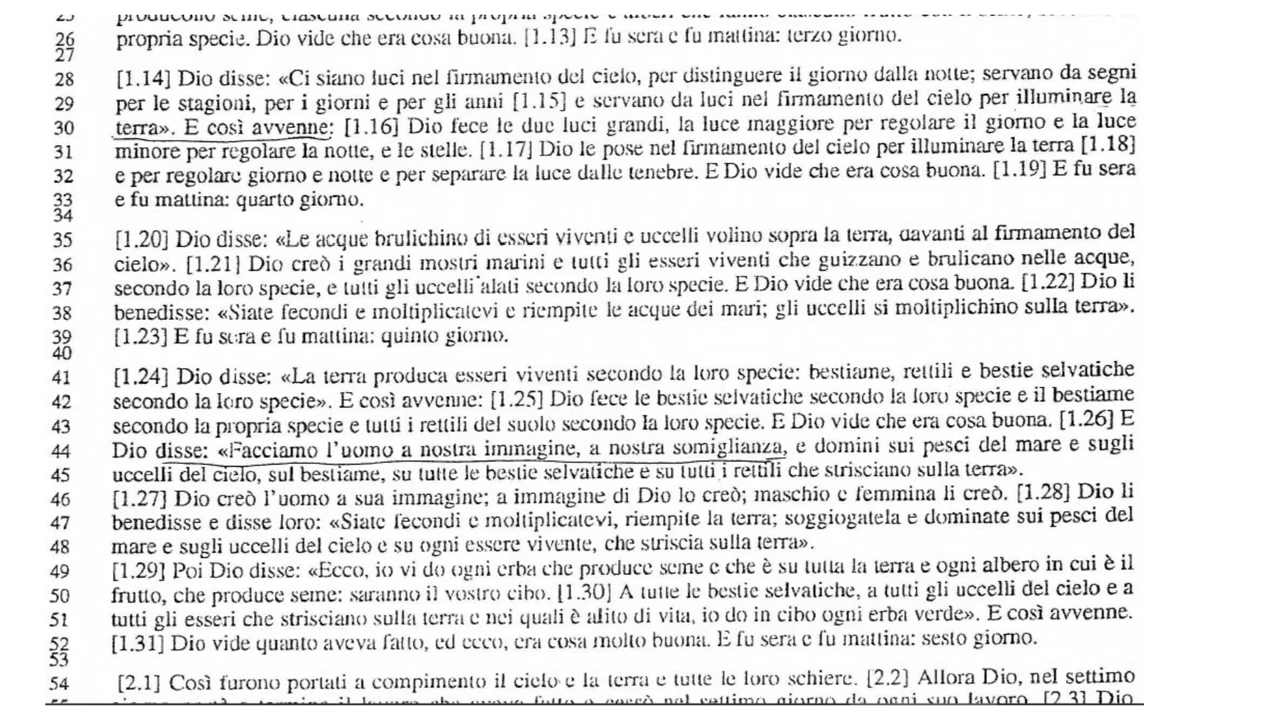 26 propria specie. Dio vide che era cosa buona. [1.13] E fu sera e fu mattina: terzo giorno.
27
28 [1.14] Dio disse: «Ci siano luci nel firmamento del cielo, per distinguere il giorno dalla notte; servano da segni
29 per le stagioni, per i giorni e per gli anni [1.15] e servano da luci nel firmamento del cielo per illuminare la
30 terra». E così avvenne: [1.16] Dio fece le due luci grandi, la luce maggiore per regolare il giorno e la luce
31 minore per regolare la notte, e le stelle. [1.17] Dio le pose nel firmamento del cielo per illuminare la terra [1.18]
32 e per regolare giorno e notte e per separare la luce dalle tenebre. E Dio vide che era cosa buona. [1.19] E fu sera
33 e fu mattina: quarto giorno.
34
35 [1.20] Dio disse: «Le acque brulichino di esseri viventi e uccelli volino sopra la terra, davanti al firmamento del
36 cielo». [1.21] Dio creò i grandi mostri marini e tutti gli esseri viventi che guizzano e brulicano nelle acque,
37 secondo la loro specie, e tutti gli uccelli alati secondo la loro specie. E Dio vide che era cosa buona. [1.22] Dio li
38 benedisse: «Siate fecondi e moltiplicatevi e riempite le acque dei mari; gli uccelli si moltiplichino sulla terra».
39 [1.23] E fu sera e fu mattina: quinto giorno.
40
41 [1.24] Dio disse: «La terra produca esseri viventi secondo la loro specie: bestiame, rettili e bestie selvatiche
42 secondo la loro specie». E così avvenne: [1.25] Dio fece le bestie selvatiche secondo la loro specie e il bestiame
43 secondo la propria specie e tutti i rettili del suolo secondo la loro specie. E Dio vide che era cosa buona. [1.26] E
44 Dio disse: «Facciamo l'uomo a nostra immagine, a nostra somiglianza, e domini sui pesci del mare e sugli
45 uccelli del cielo, sul bestiame, su tutte le bestie selvatiche e su tutti i rettili che strisciano sulla terra».
46 [1.27] Dio creò l'uomo a sua immagine; a immagine di Dio lo creò; maschio e femmina li creò. [1.28] Dio li
47 benedisse e disse loro: «Siate fecondi e moltiplicatevi, riempite la terra; soggiogatela e dominate sui pesci del
48 mare e sugli uccelli del cielo e su ogni essere vivente, che striscia sulla terra».
49 [1.29] Poi Dio disse: «Ecco, io vi do ogni erba che produce seme e che è su tutta la terra e ogni albero in cui è il
50 frutto, che produce seme: saranno il vostro cibo. [1.30] A tutte le bestie selvatiche, a tutti gli uccelli del cielo e a
51 tutti gli esseri che strisciano sulla terra e nei quali è alito di vita, io do in cibo ogni erba verde». E così avvenne.
52 [1.31] Dio vide quanto aveva fatto, ed ecco, era cosa molto buona. E fu sera e fu mattina: sesto giorno.
53
54 [2.1] Così furono portati a compimento il cielo e la terra e tutte le loro schiere. [2.2] Allora Dio, nel settimo